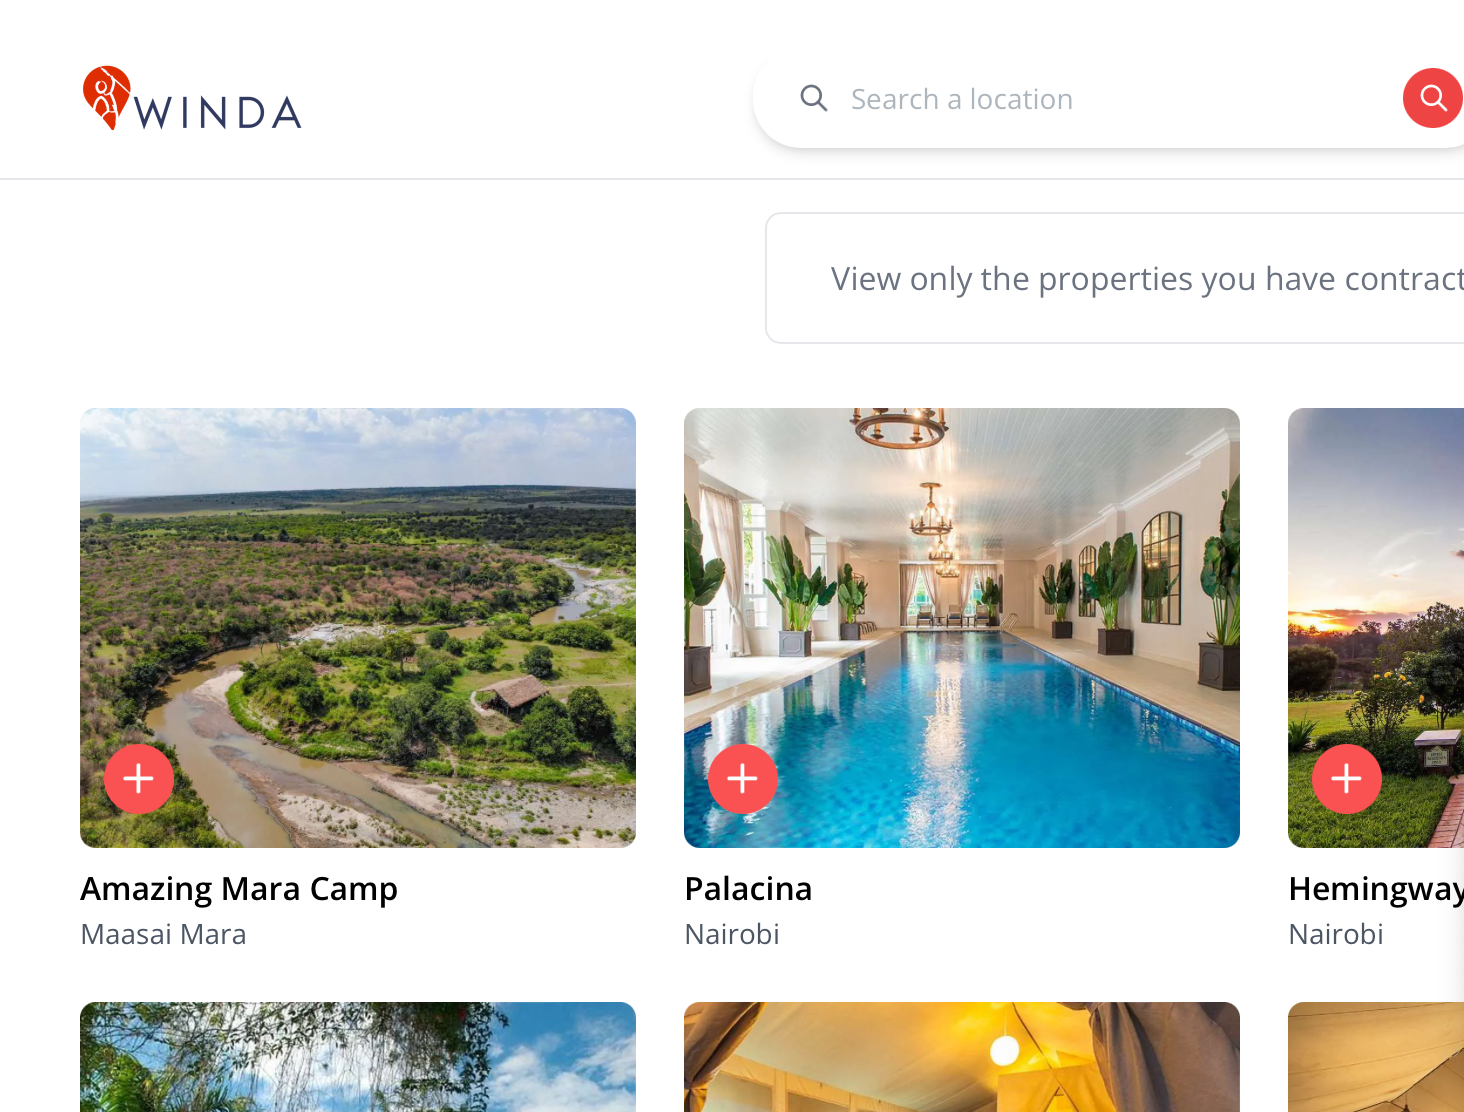 WINDA
Search a location
View only the properties you have contract
Amazing Mara Camp
Maasai Mara
Palacina
Nairobi
Hemingway
Nairobi